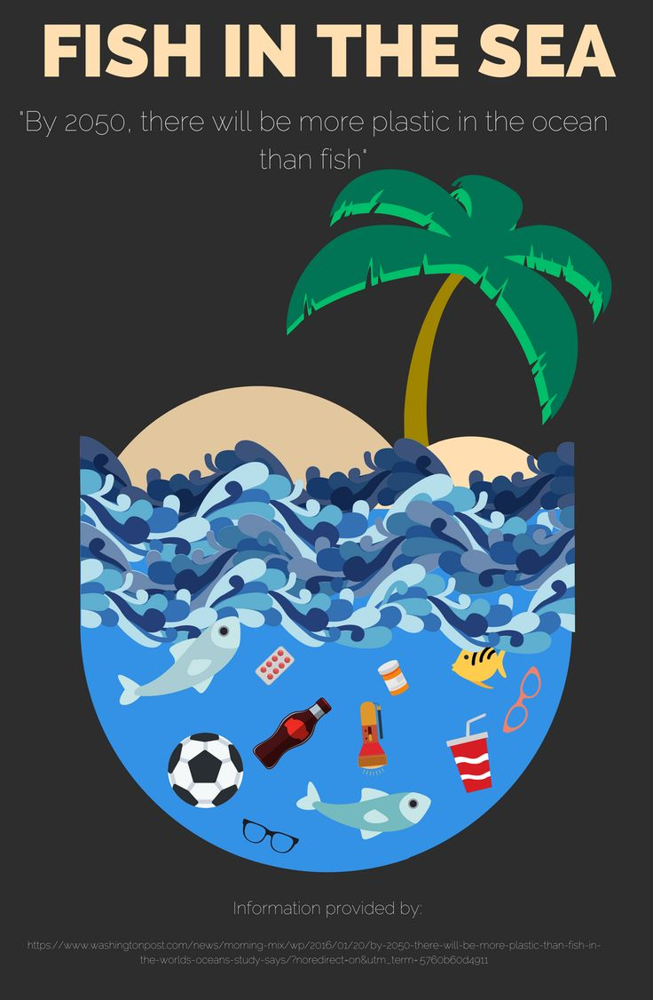 FISH IN THE SEA
"By 2050, there will be more plastic in the ocean
than fish"
Information provided by:
https://www.washingtonpost.com/news/morning-mix/wp/2016/01/20/by-2050-there-will-be-more-plastic-than-fish-in-
the-worlds-oceans-study-says/?noredirect=on&utm_term=.5760b60d4911